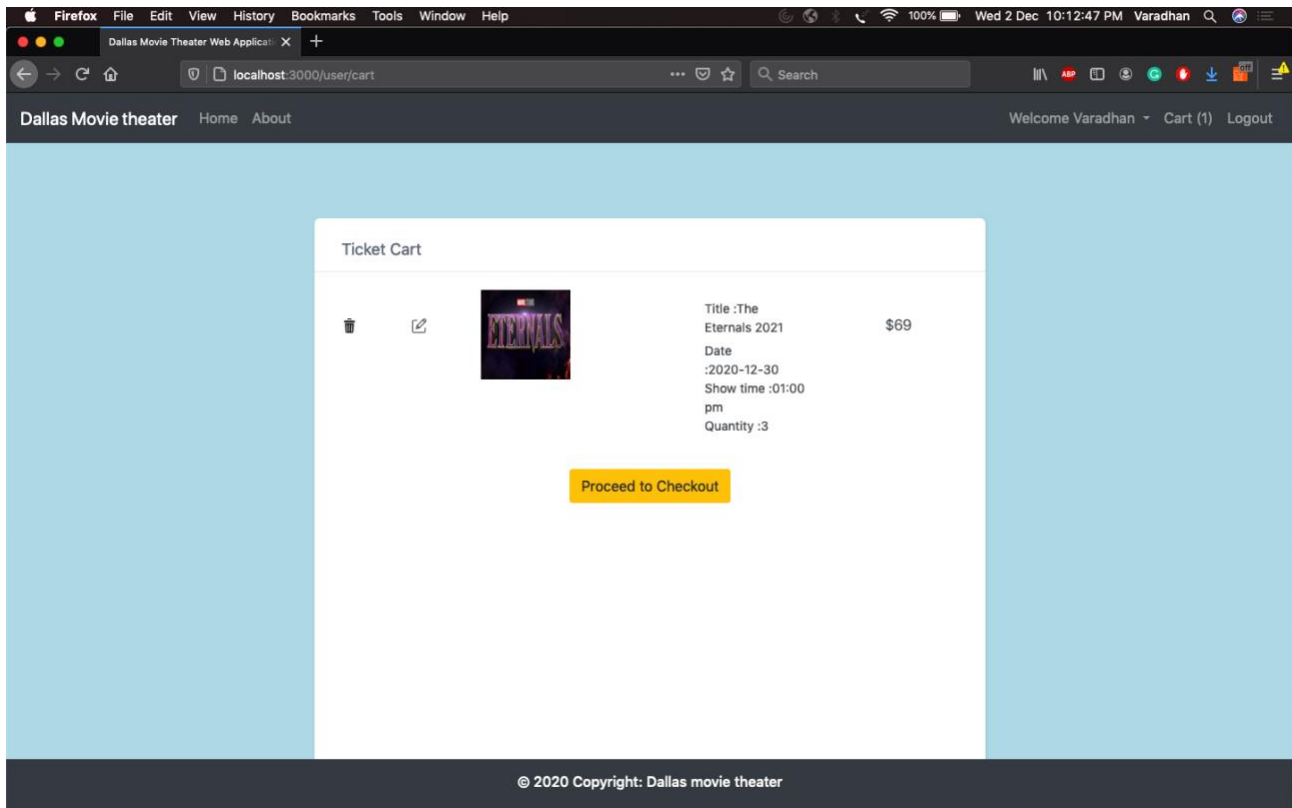 Firefox File Edit View History Bookmarks Tools Window Help 100% Wed 2 Dec 10:12:47 PM Varadhan
Dallas Movie Theater Web Applicati
localhost:3000/user/cart Search ABP off
Dallas Movie theater Home About Welcome Varadhan Cart (1) Logout
Ticket Cart
ETERNALS
Title :The
Eternals 2021
$69
Date
:2020-12-30
Show time :01:00
pm
Quantity :3
Proceed to Checkout
© 2020 Copyright: Dallas movie theater